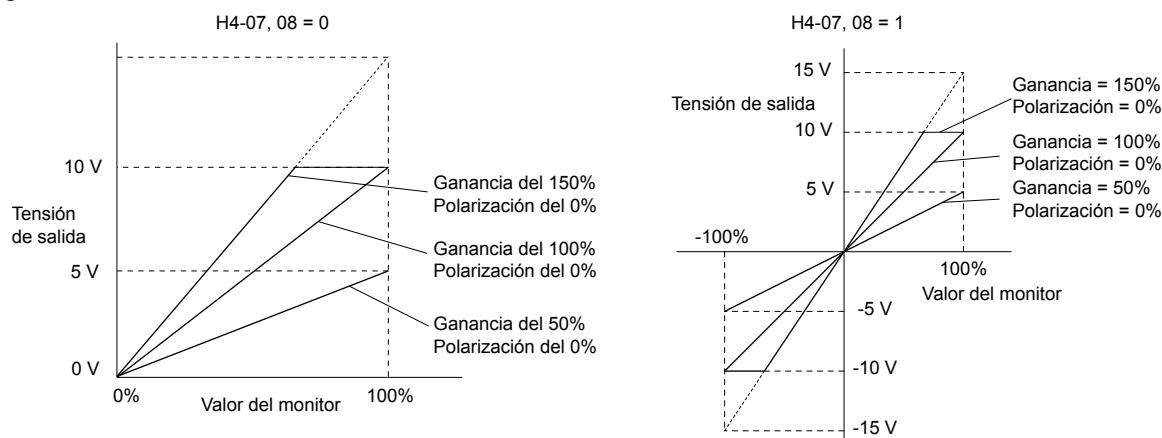 H4-07, 08 = 0
10 V
Tensión
de salida
5 V
0 V
0%
Valor del monitor
100%
Ganancia del 150%
Polarización del 0%
Ganancia del 100%
Polarización del 0%
Ganancia del 50%
Polarización del 0%
H4-07, 08 = 1
15 V
Tensión de salida
10 V
5 V
Ganancia = 150%
Polarización = 0%
Ganancia = 100%
Polarización = 0%
Ganancia = 50%
Polarización = 0%
-100%
100%
Valor del monitor
-5 V
-10 V
-15 V